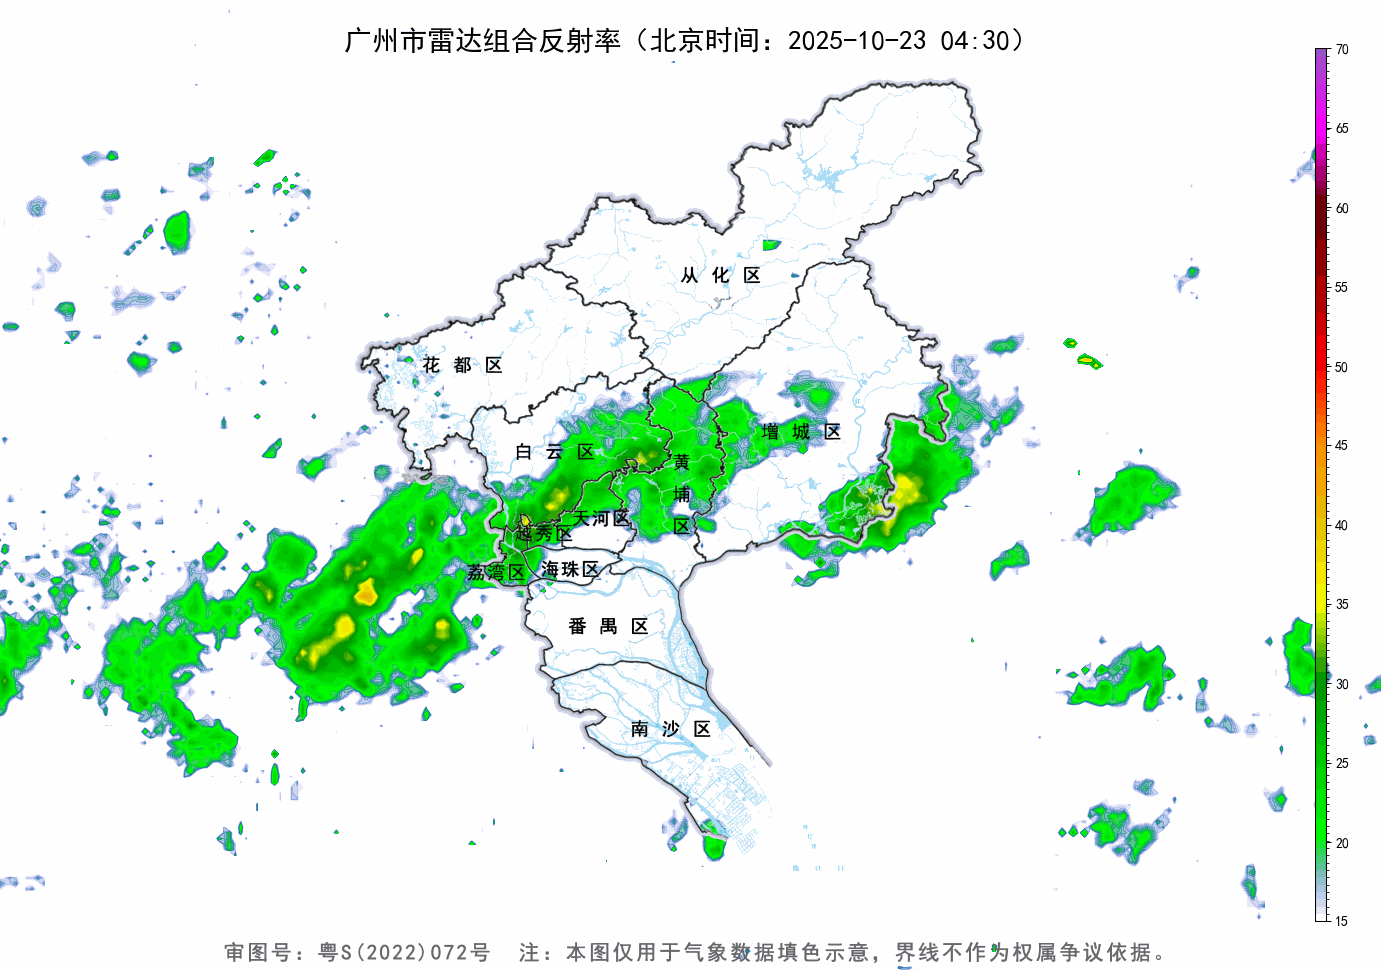 广州市雷达组合反射率（北京时间：2025-10-23 04:30）
70
65
60
55
50
45
40
35
30
25
20
15
从化区
花都区
增城区
白云区
黄埔区
天河区
越秀区
海珠区
荔湾区
番禺区
南沙区
审图号：粤S(2022)072号 注：本图仅用于气象数据填色示意，界线不作为权属争议依据。